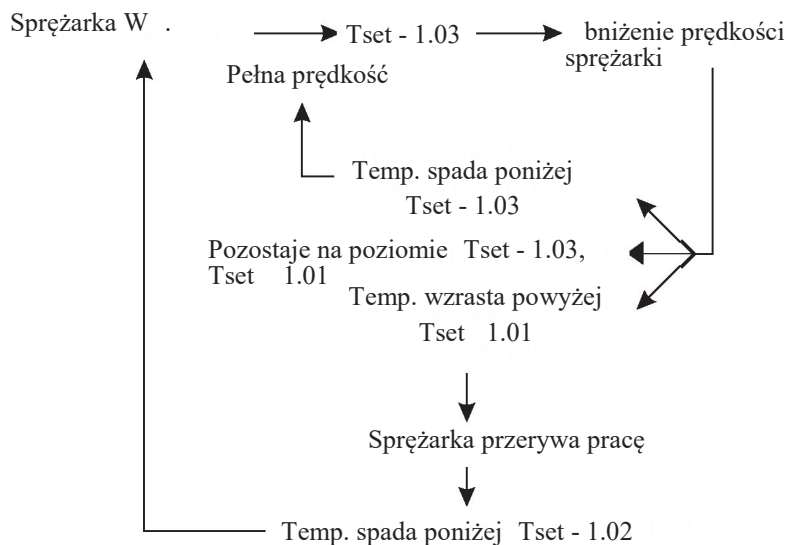 Sprężarka W .
Tset - 1.03
bniżenie prędkości
sprężarki
Pełna prędkość
Temp. spada poniżej
Tset - 1.03
Pozostaje na poziomie Tset - 1.03,
Tset 1.01
Temp. wzrasta powyżej
Tset 1.01
Sprężarka przerywa pracę
Temp. spada poniżej Tset - 1.02